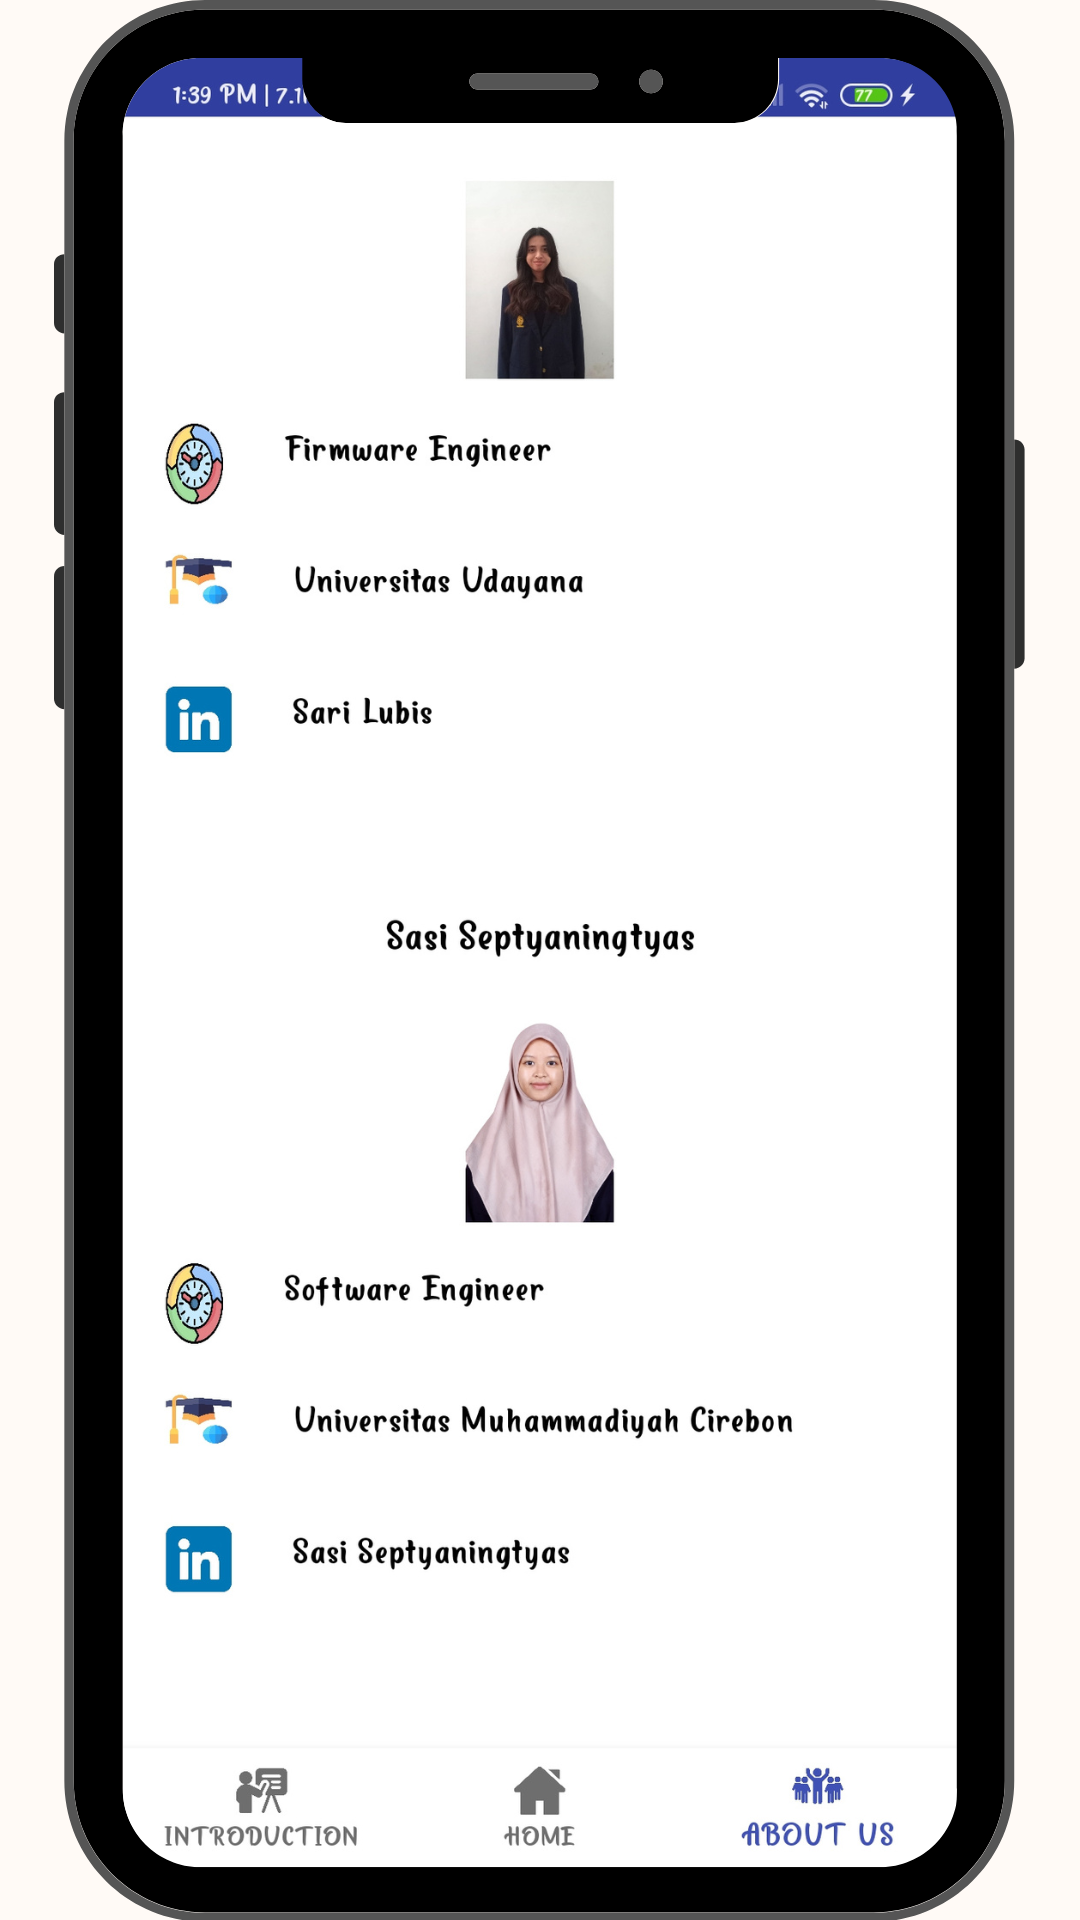 1:39 PM | 7.1
77
Firmware Engineer
Universitas Udayana
in
Sari Lubis
Sasi Septyaningtyas
Software Engineer
Universitas Muhammadiyah Cirebon
in
Sasi Septyaningtyas
INTRODUCTION
HOME
ABOUT US